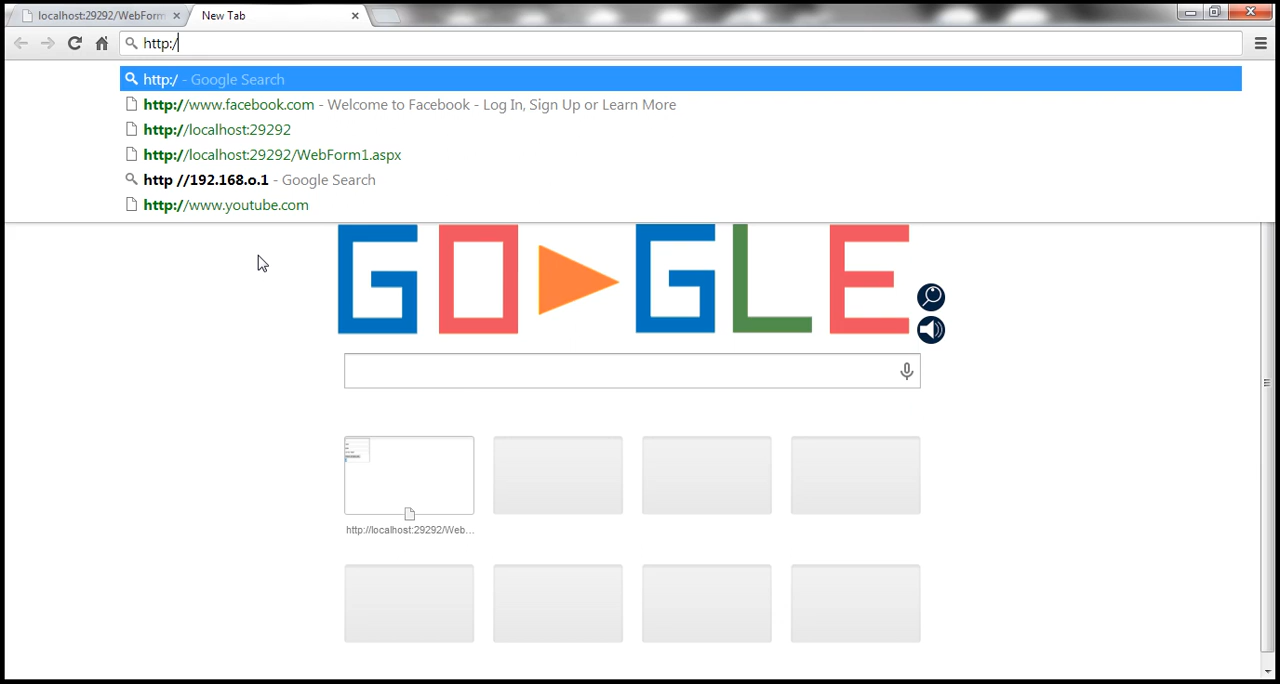 localhost:29292/WebForm
New Tab
http:/
http:/ - Google Search
http://www.facebook.com - Welcome to Facebook - Log In, Sign Up or Learn More
http://localhost:29292
http://localhost:29292/WebForm1.aspx
http //192.168.o.1 - Google Search
http://www.youtube.com
GO GLE
http://localhost:29292/Web...